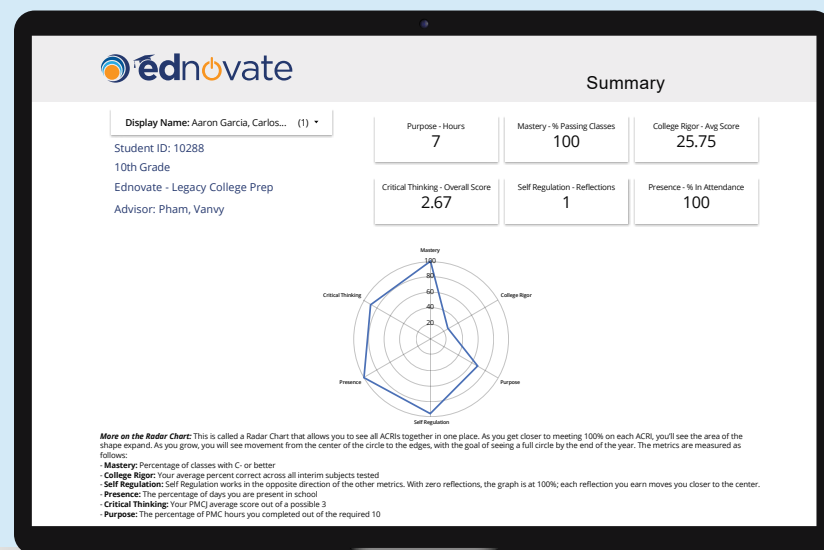 ednovate
Summary
Display Name: Aaron Garcia, Carlos... (1)
Student ID: 10288
10th Grade
Ednovate - Legacy College Prep
Advisor: Pham, Vanvy
Purpose - Hours
7
Mastery - % Passing Classes
100
College Rigor - Avg Score
25.75
Critical Thinking - Overall Score
2.67
Self Regulation - Reflections
1
Presence - % In Attendance
100
Mastery
100
80
60
40
20
Critical Thinking
College Rigor
Presence
Purpose
Self Regulation
More on the Radar Chart: This is called a Radar Chart that allows you to see all ACRIs together in one place. As you get closer to meeting 100% on each ACRI, you'll see the area of the
shape expand. As you grow, you will see movement from the center of the circle to the edges, with the goal of seeing a full circle by the end of the year. The metrics are measured as
follows:
- Mastery: Percentage of classes with C- or better
- College Rigor: Your average percent correct across all interim subjects tested
- Self Regulation: Self Regulation works in the opposite direction of the other metrics. With zero reflections, the graph is at 100%; each reflection you earn moves you closer to the center.
- Presence: The percentage of days you are present in school
- Critical Thinking: Your PMCJ average score out of a possible 3
- Purpose: The percentage of PMC hours you completed out of the required 10